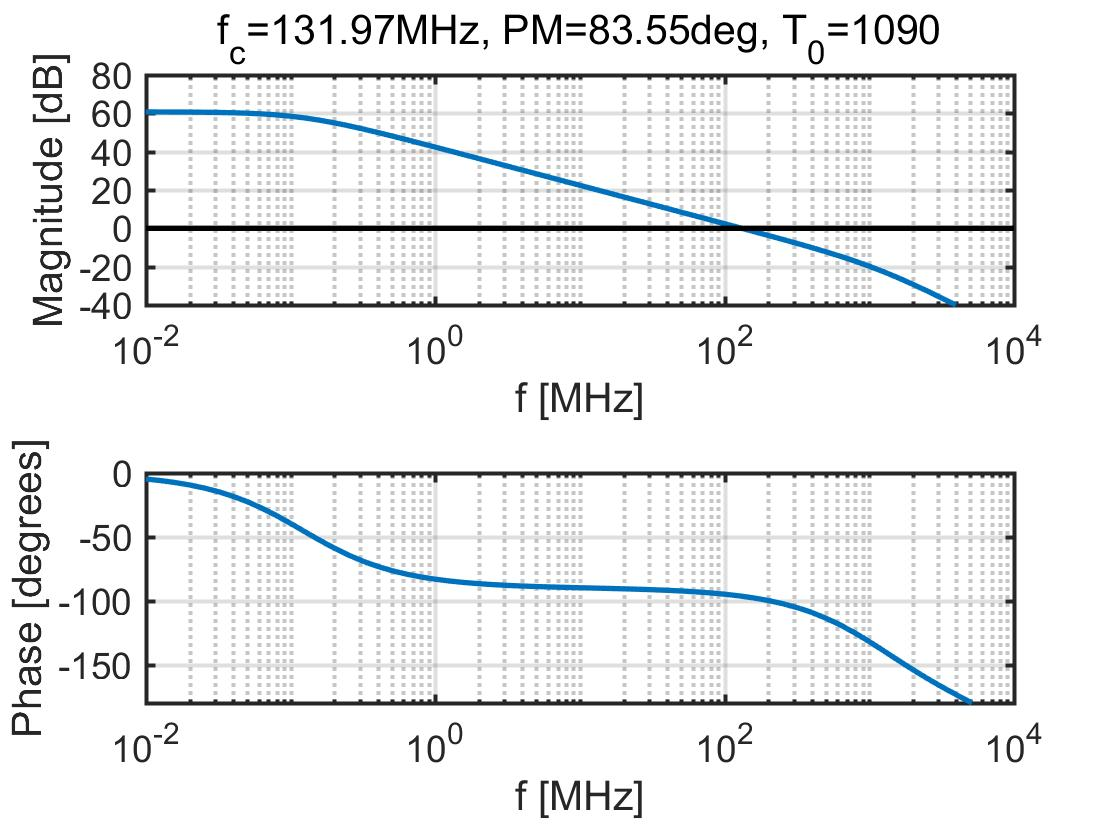 f_c=131.97MHz, PM=83.55deg, T_0=1090
Magnitude [dB]
80
60
40
20
0
-20
-40
10^-2 10^0 10^2 10^4
f [MHz]
Phase [degrees]
0
-50
-100
-150
10^-2 10^0 10^2 10^4
f [MHz]